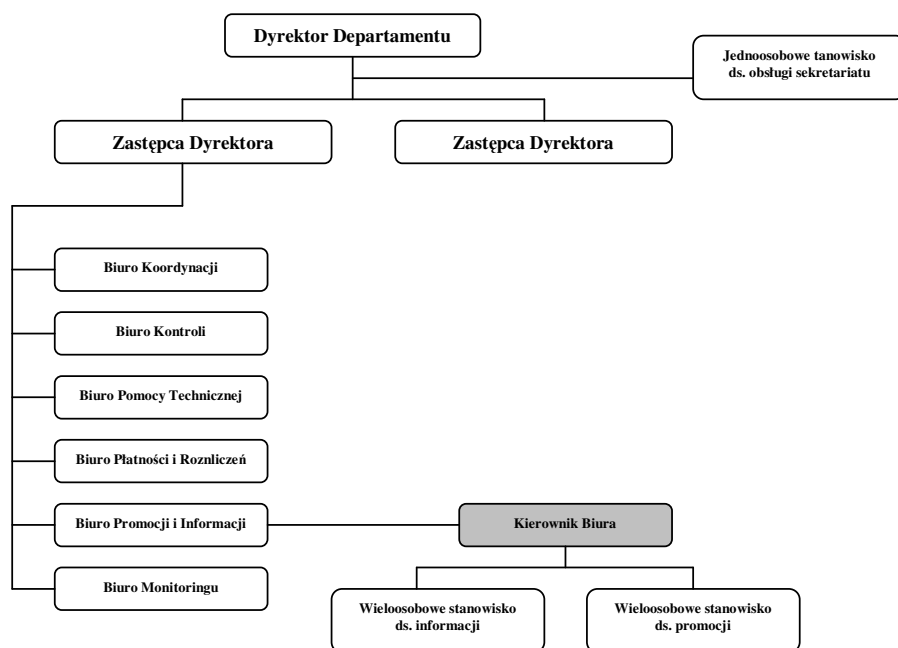 Dyrektor Departamentu
Jednoosobowe tanowisko
ds. obsługi sekretariatu
Zastępca Dyrektora
Zastępca Dyrektora
Biuro Koordynacji
Biuro Kontroli
Biuro Pomocy Technicznej
Biuro Płatności i Roznliczeń
Biuro Promocji i Informacji
Kierownik Biura
Biuro Monitoringu
Wieloosobowe stanowisko
ds. informacji
Wieloosobowe stanowisko
ds. promocji